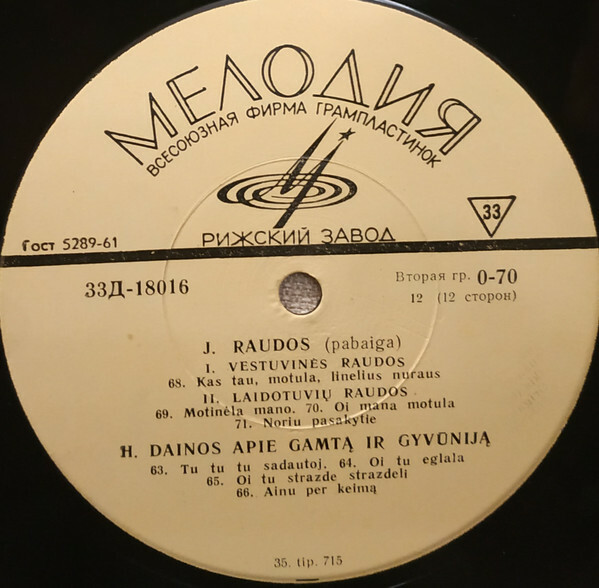 МЕЛОДИЯ
ВСЕСОЮЗНАЯ ФИРМА ГРАМПЛАСТИНОК
33
РИЖСКИЙ ЗАВОД
Гост 5289-61
33Д-18016
Вторая гр. 0-70
12 (12 сторон)
J. RAUDOS (pabaiga)
I. VESTUVINĖS RAUDOS
68. Kas tau, motula, linelius nuraus
II. LAIDOTUVIŲ RAUDOS
69. Motinėla mano. 70. Oi mana motula
71. Noriu pasakytie
H. DAINOS APIE GAMTĄ IR GYVŪNIJĄ
63. Tu tu tu sadautoj. 64. Oi tu eglala
65. Oi tu strazde strazdeli
66. Ainu per keimą
35. tip. 715